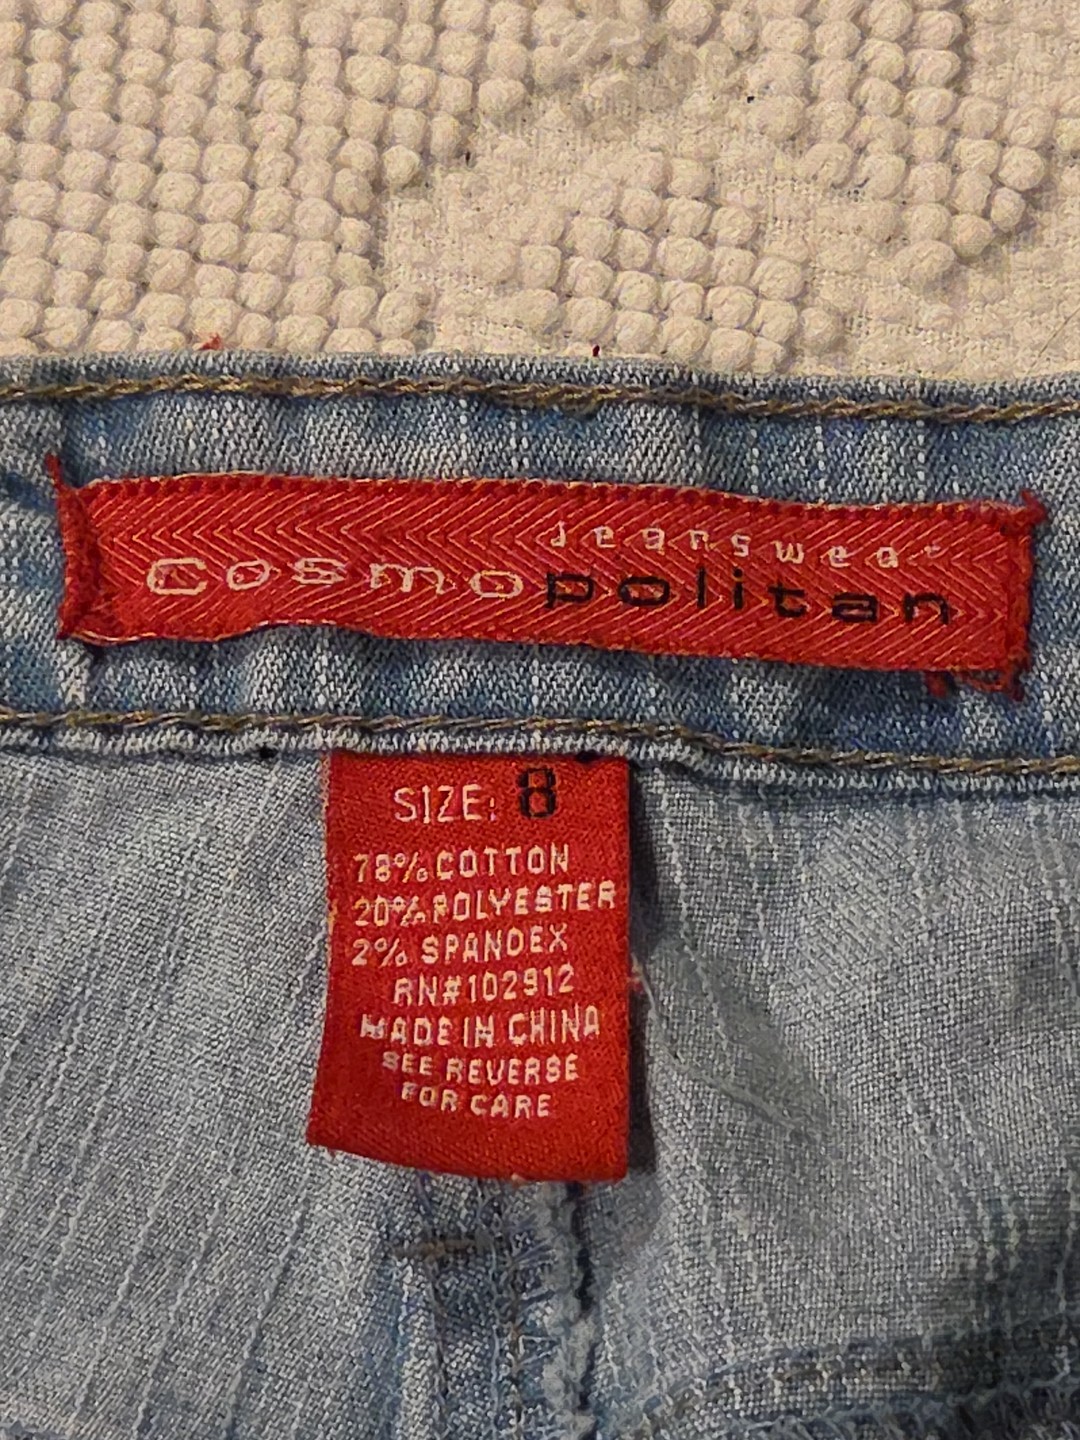 Jeanswear
cosmopolitan
SIZE: 8
78% COTTON
20% POLYESTER
2% SPANDEX
RN#102912
MADE IN CHINA
SEE REVERSE
FOR CARE